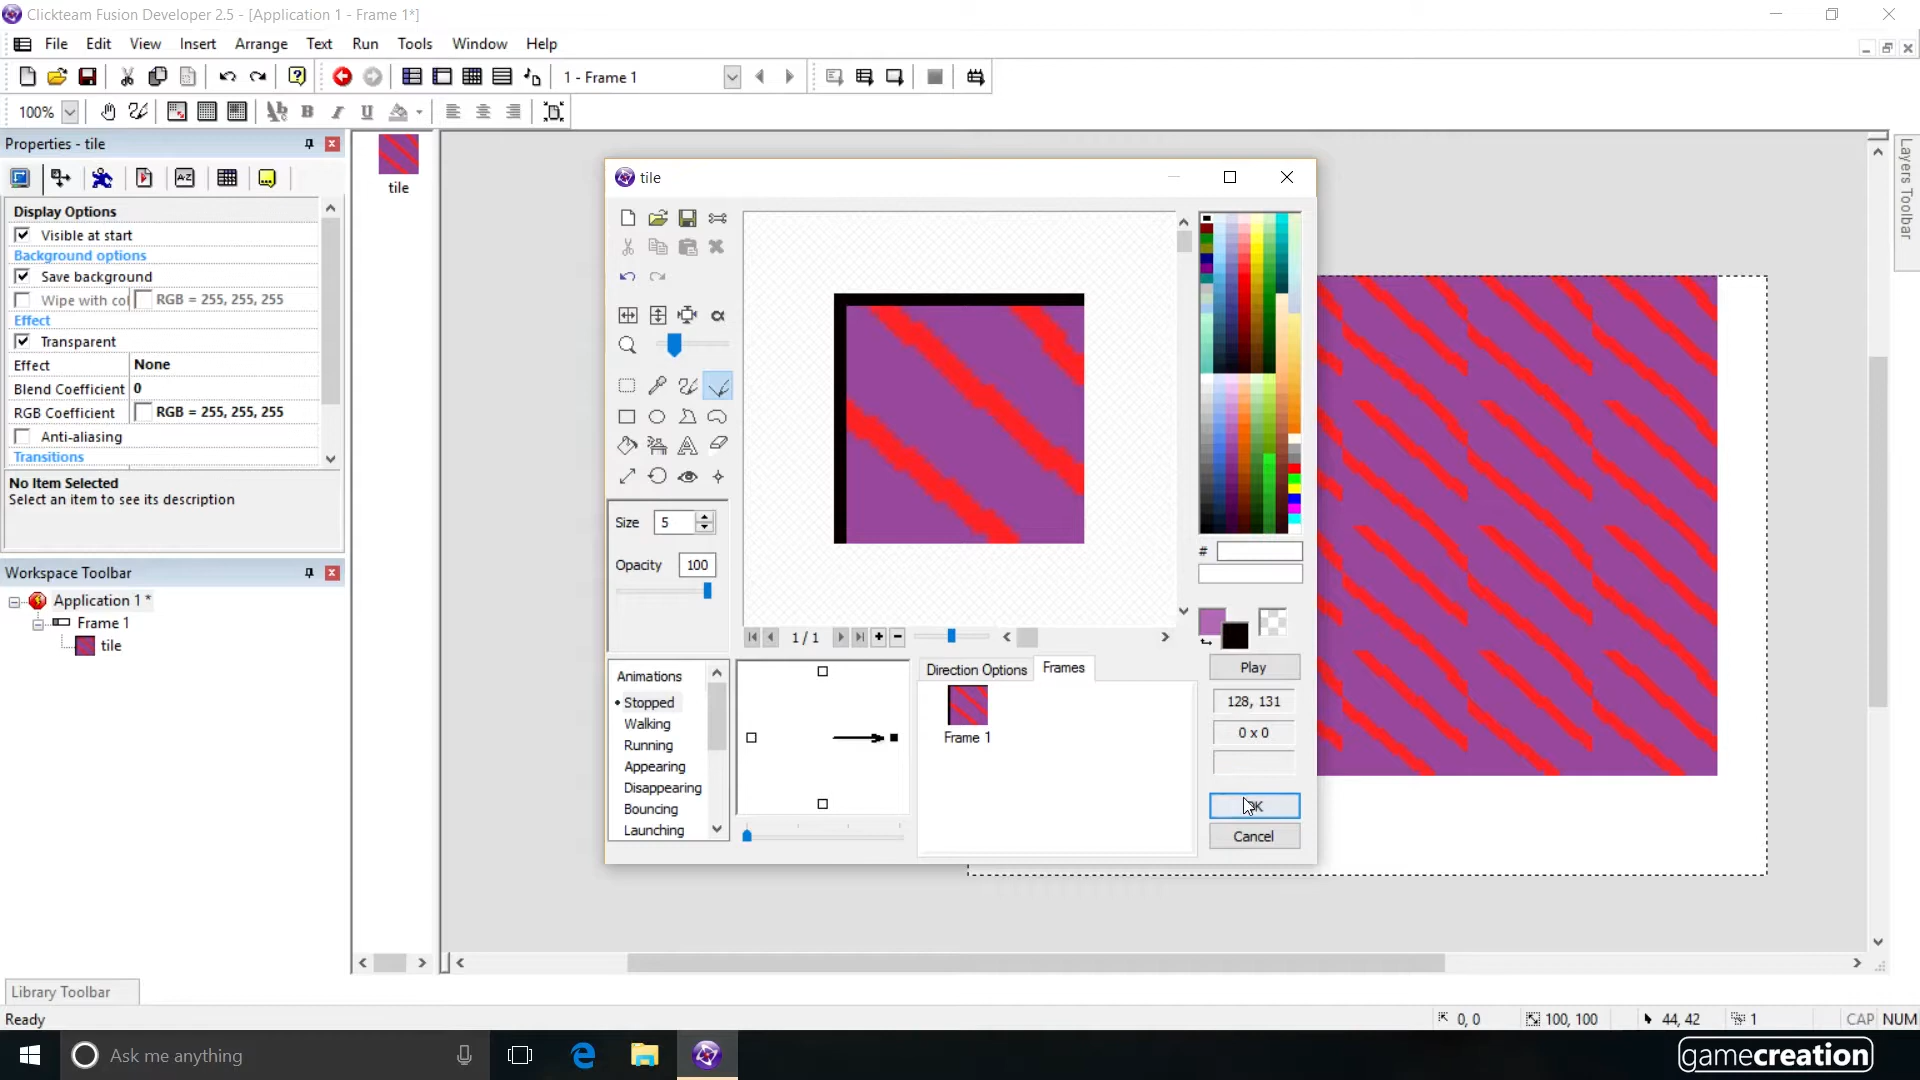 Clickteam Fusion Developer 2.5 - [Application 1 - Frame 1*]
File Edit View Insert Arrange Text Run Tools Window Help
1 - Frame 1
100%
Properties - tile
Display Options
Visible at start
Background options
Save background
Wipe with col RGB = 255, 255, 255
Effect
Transparent
Effect None
Blend Coefficient 0
RGB Coefficient RGB = 255, 255, 255
Anti-aliasing
Transitions
No Item Selected
Select an item to see its description
Workspace Toolbar
Application 1 *
Frame 1
tile
Library Toolbar
tile
tile
Size 5
Opacity 100
1 / 1
Animations
Stopped
Walking
Running
Appearing
Disappearing
Bouncing
Launching
Direction Options Frames
Frame 1
#
Play
128, 131
0 x 0
OK
Cancel
Layers Toolbar
Ready
0, 0 100, 100 44, 42 1 CAP NUM
Ask me anything
gamecreation